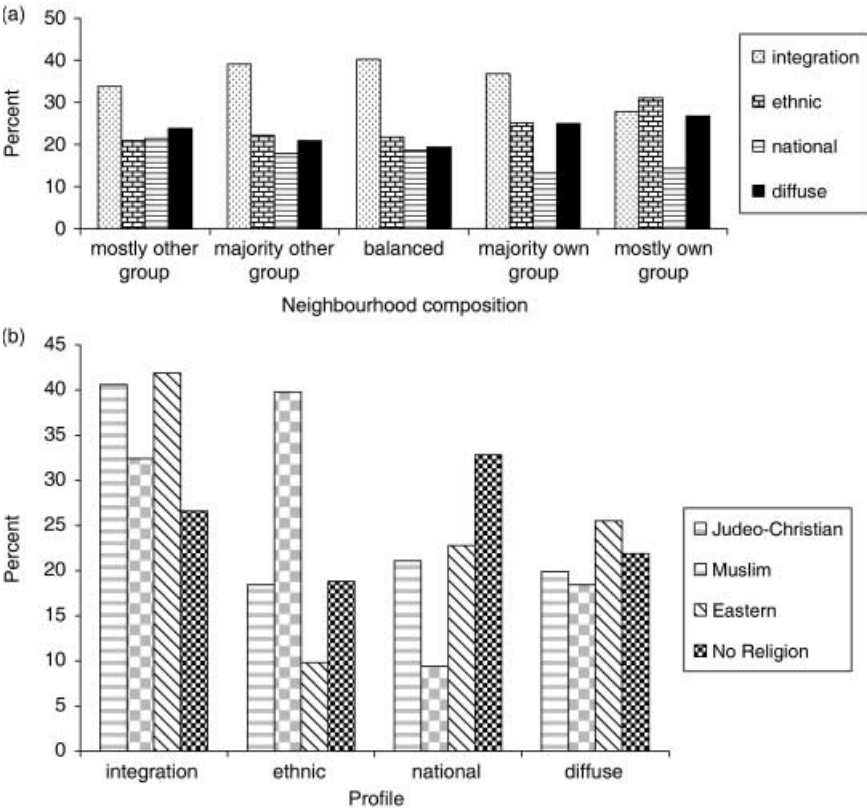 (a)
50
40
30
20
10
0
Percent
mostly other group
majority other group
balanced
majority own group
mostly own group
Neighbourhood composition
integration
ethnic
national
diffuse
(b)
45
40
35
30
25
20
15
10
5
0
Percent
integration
ethnic
national
diffuse
Profile
Judeo-Christian
Muslim
Eastern
No Religion